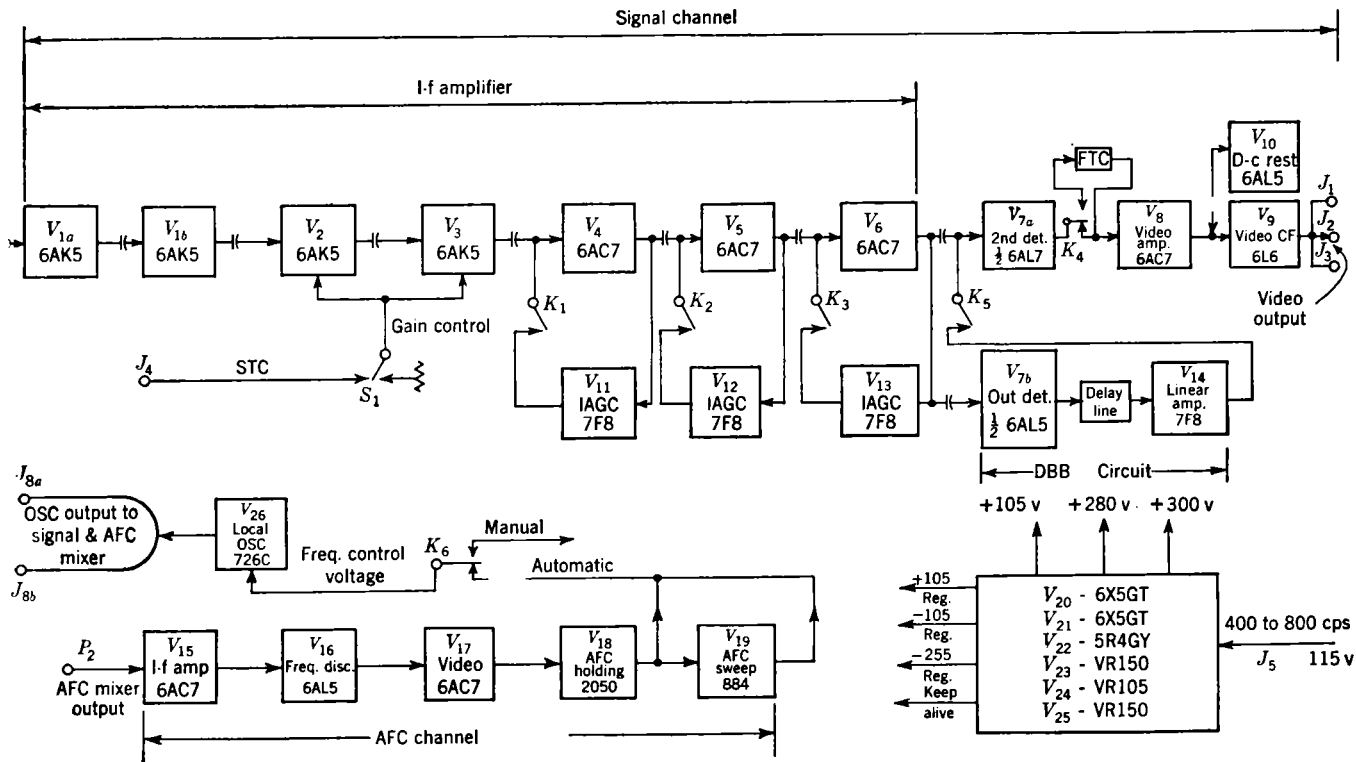 Signal channel
I-f amplifier
V1a
6AK5
V1b
6AK5
V2
6AK5
V3
6AK5
V4
6AC7
V5
6AC7
V6
6AC7
V7a
2nd det.
½ 6AL7
FTC
K4
V8
Video
amp.
6AC7
V10
D-c rest
6AL5
V9
Video CF
6L6
J1
J2
J3
Video
output
K1
K2
K3
K5
Gain control
J4
STC
S1
V11
IAGC
7F8
V12
IAGC
7F8
V13
IAGC
7F8
V7b
Out det.
½ 6AL5
Delay
line
V14
Linear
amp.
7F8
DBB Circuit
J8a
OSC output to
signal & AFC
mixer
J8b
V26
Local
OSC
726C
Freq. control
voltage
K6
Manual
Automatic
P2
AFC mixer
output
V15
I-f amp
6AC7
V16
Freq. disc.
6AL5
V17
Video
6AC7
V18
AFC
holding
2050
V19
AFC
sweep
884
AFC channel
+105 v
+280 v
+300 v
+105
Reg.
-105
Reg.
-255
Reg.
Keep
alive
V20 - 6X5GT
V21 - 6X5GT
V22 - 5R4GY
V23 - VR150
V24 - VR105
V25 - VR150
400 to 800 cps
J5 115 v